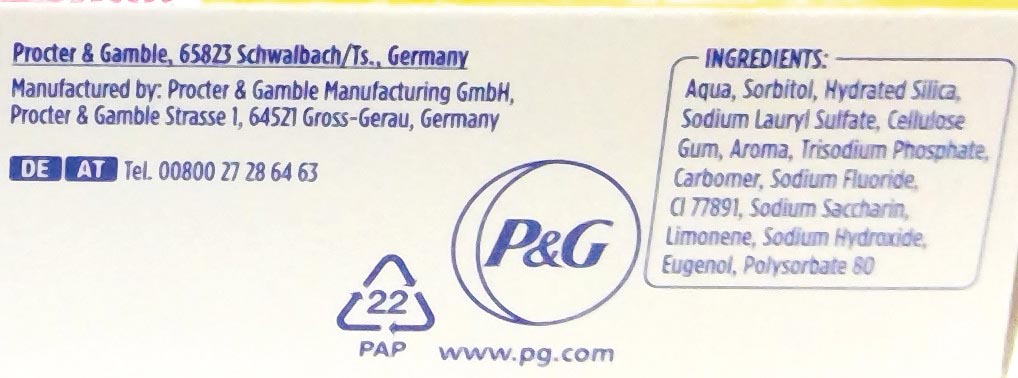 Procter & Gamble, 65823 Schwalbach/Ts., Germany
Manufactured by: Procter & Gamble Manufacturing GmbH,
Procter & Gamble Strasse 1, 64521 Gross-Gerau, Germany
DE AT Tel. 00800 27 28 64 63
22
PAP
P&G
www.pg.com
INGREDIENTS:
Aqua, Sorbitol, Hydrated Silica,
Sodium Lauryl Sulfate, Cellulose
Gum, Aroma, Trisodium Phosphate,
Carbomer, Sodium Fluoride,
CI 77891, Sodium Saccharin,
Limonene, Sodium Hydroxide,
Eugenol, Polysorbate 80